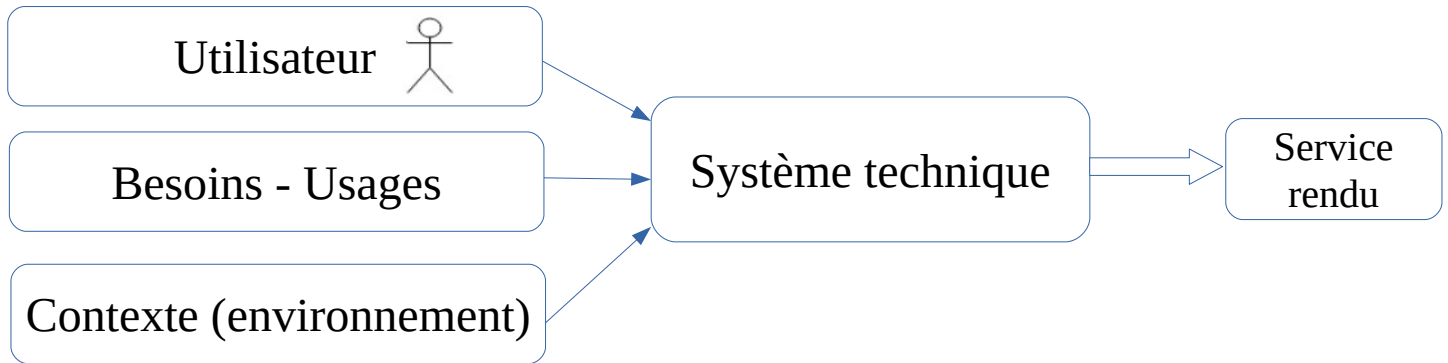 Utilisateur
Besoins - Usages
Contexte (environnement)
Système technique
Service
rendu